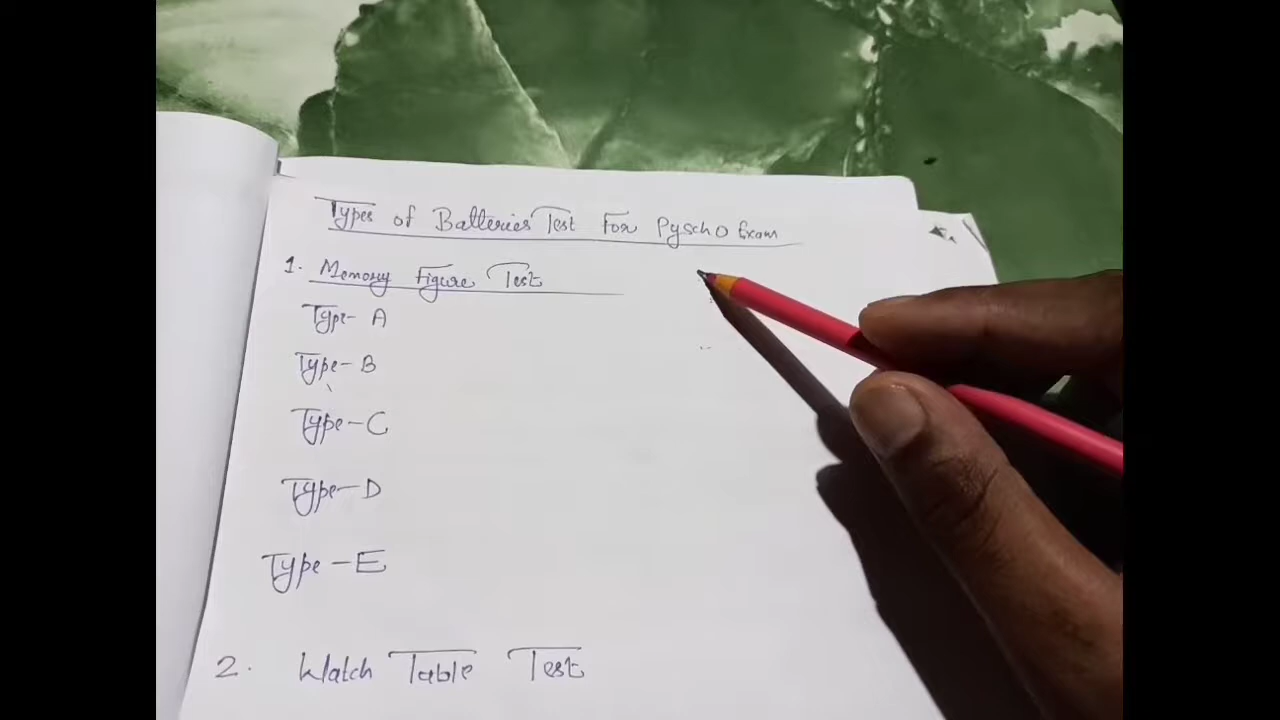 Types of Batteries Test For Pyscho Exam
1. Memory Figure Test
Type- A
Type- B
Type- C
Type- D
Type - E
2. Watch Table Test